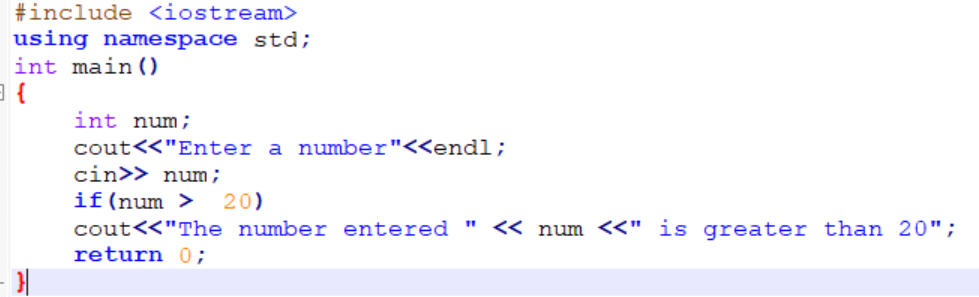 #include <iostream>
using namespace std;
int main()
{
    int num;
    cout<<"Enter a number"<<endl;
    cin>> num;
    if(num >  20)
    cout<<"The number entered " << num <<" is greater than 20";
    return 0;
}